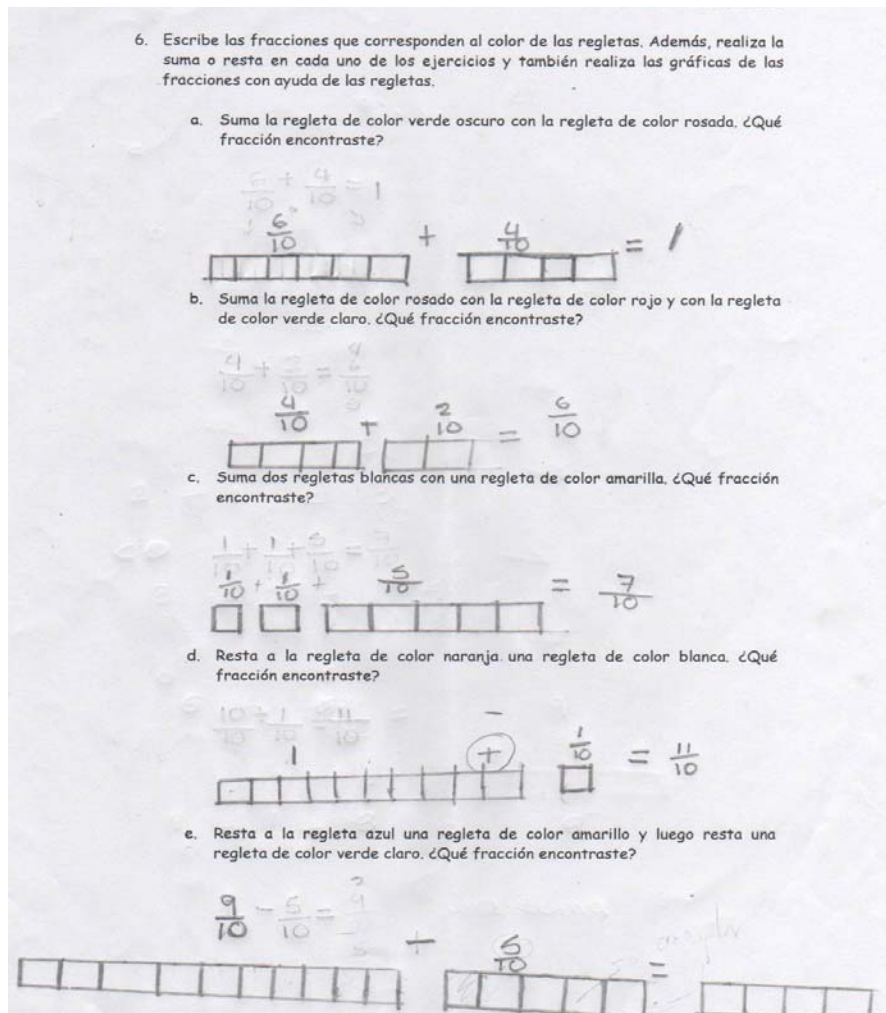 6. Escribe las fracciones que corresponden al color de las regletas. Además, realiza la
suma o resta en cada uno de los ejercicios y también realiza las gráficas de las
fracciones con ayuda de las regletas.
a. Suma la regleta de color verde oscuro con la regleta de color rosada. ¿Qué
fracción encontraste?
4/10 = 1
6/10 + 4/10 = 1
b. Suma la regleta de color rosado con la regleta de color rojo y con la regleta
de color verde claro. ¿Qué fracción encontraste?
4/10 +
4/10 + 2/10 = 6/10
c. Suma dos regletas blancas con una regleta de color amarilla. ¿Qué fracción
encontraste?
1/10 + 1/10 + 5/10 =
1/10 + 1/10 + 5/10 = 7/10
d. Resta a la regleta de color naranja una regleta de color blanca. ¿Qué
fracción encontraste?
10/10 + 1/10 = 11/10 =
−
1 + 1/10 = 11/10
e. Resta a la regleta azul una regleta de color amarillo y luego resta una
regleta de color verde claro. ¿Qué fracción encontraste?
9/10 - 5/10 =
− 5/10 =